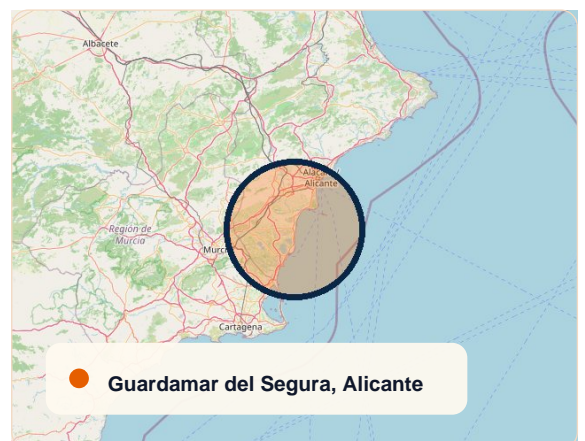 Albacete
Alacant /
Alicante
Región de
Murcia
Murcia
Cartagena
Guardamar del Segura, Alicante